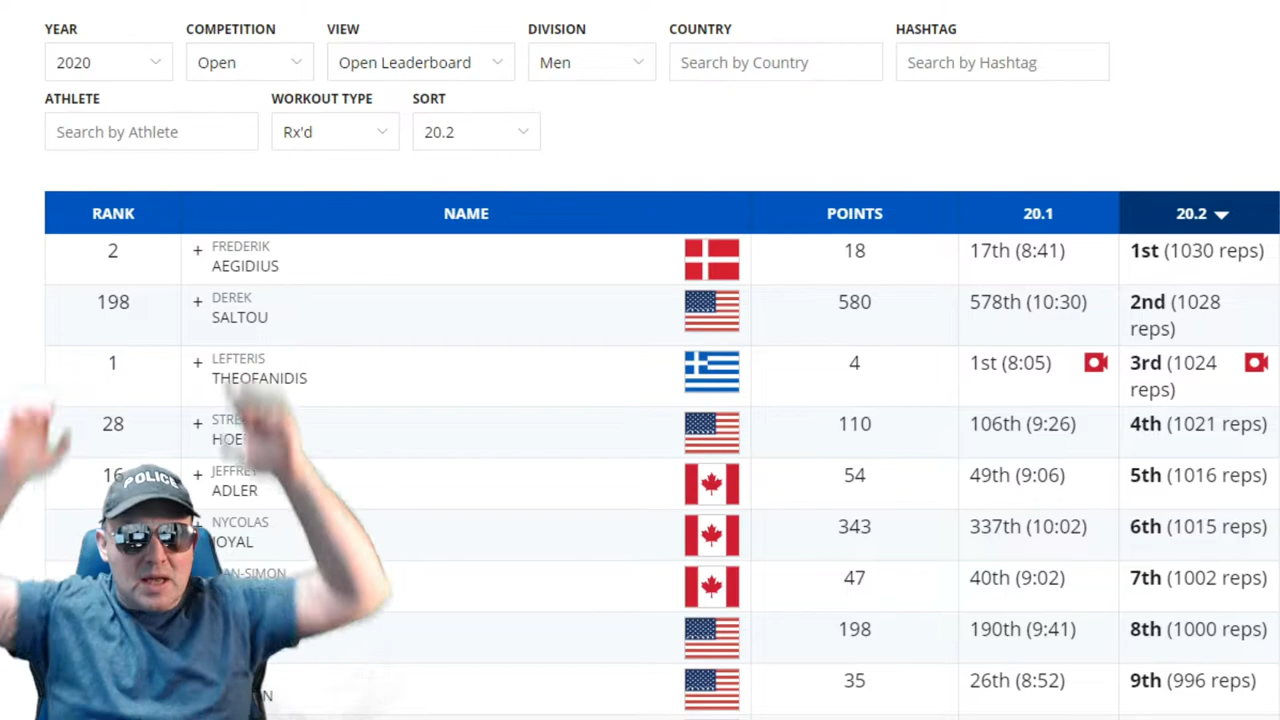 YEAR COMPETITION VIEW DIVISION COUNTRY HASHTAG
2020 Open Open Leaderboard Men Search by Country Search by Hashtag
ATHLETE WORKOUT TYPE SORT
Search by Athlete Rx'd 20.2
RANK NAME POINTS 20.1 20.2
2 + FREDERIK AEGIDIUS 18 17th (8:41) 1st (1030 reps)
198 + DEREK SALTOU 580 578th (10:30) 2nd (1028 reps)
1 + LEFTERIS THEOFANIDIS 4 1st (8:05) 3rd (1024 reps)
28 + 110 106th (9:26) 4th (1021 reps)
16 + JEFFREY ADLER 54 49th (9:06) 5th (1016 reps)
NYCOLAS JOYAL 343 337th (10:02) 6th (1015 reps)
47 40th (9:02) 7th (1002 reps)
198 190th (9:41) 8th (1000 reps)
35 26th (8:52) 9th (996 reps)
POLICE